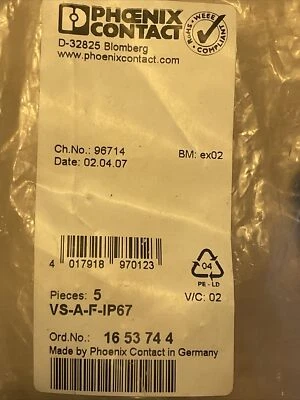 PHŒNIX
CONTACT
RoHS WEEE
COMPLIANT
D-32825 Blomberg
www.phoenixcontact.com
Ch.No.: 96714
BM: ex02
Date: 02.04.07
4 017918 970123
04
PE - LD
Pieces: 5
V/C: 02
VS-A-F-IP67
Ord.No.: 16 53 74 4
Made by Phoenix Contact in Germany